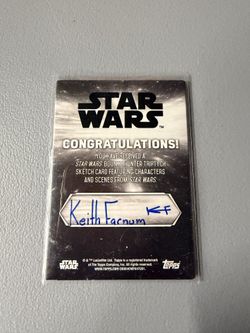 STAR
WARS
CONGRATULATIONS!
YOU HAVE RECEIVED A
STAR WARS BOUNTY HUNTER TRIPTYCH
SKETCH CARD FEATURING CHARACTERS
AND SCENES FROM STAR WARS.
Keith Farnum KF
STAR
WARS
Topps